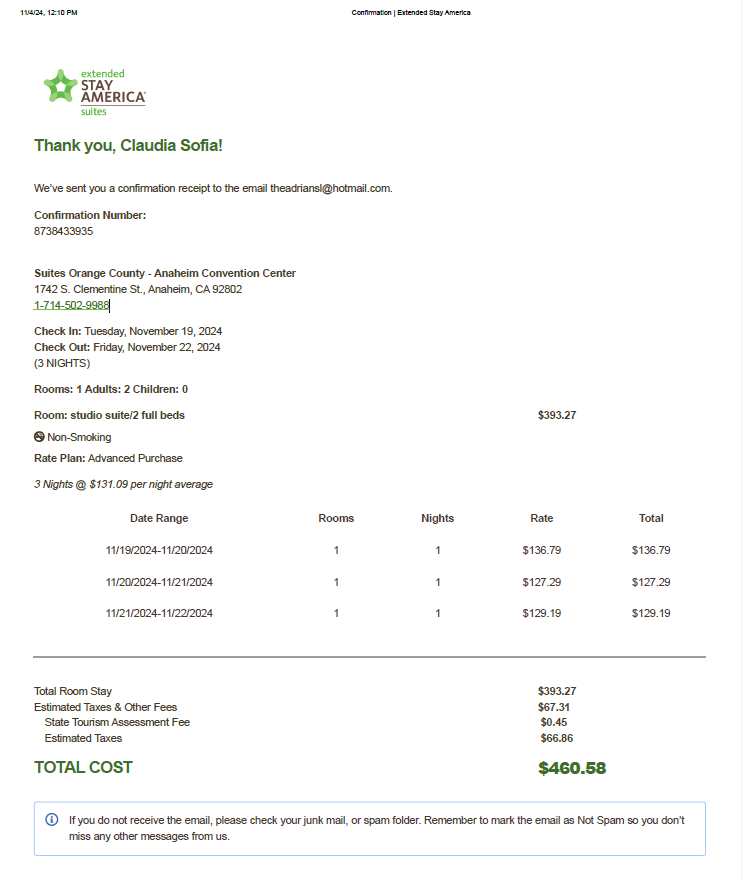 11/4/24, 12:10 PM Confirmation | Extended Stay America
extended
STAY
AMERICA
suites
Thank you, Claudia Sofia!
We've sent you a confirmation receipt to the email theadriansl@hotmail.com.
Confirmation Number:
8738433935
Suites Orange County - Anaheim Convention Center
1742 S. Clementine St., Anaheim, CA 92802
1-714-502-9988
Check In: Tuesday, November 19, 2024
Check Out: Friday, November 22, 2024
(3 NIGHTS)
Rooms: 1 Adults: 2 Children: 0
Room: studio suite/2 full beds $393.27
Non-Smoking
Rate Plan: Advanced Purchase
3 Nights @ $131.09 per night average
Date Range Rooms Nights Rate Total
11/19/2024-11/20/2024 1 1 $136.79 $136.79
11/20/2024-11/21/2024 1 1 $127.29 $127.29
11/21/2024-11/22/2024 1 1 $129.19 $129.19
Total Room Stay $393.27
Estimated Taxes & Other Fees $67.31
State Tourism Assessment Fee $0.45
Estimated Taxes $66.86
TOTAL COST $460.58
If you do not receive the email, please check your junk mail, or spam folder. Remember to mark the email as Not Spam so you don't
miss any other messages from us.